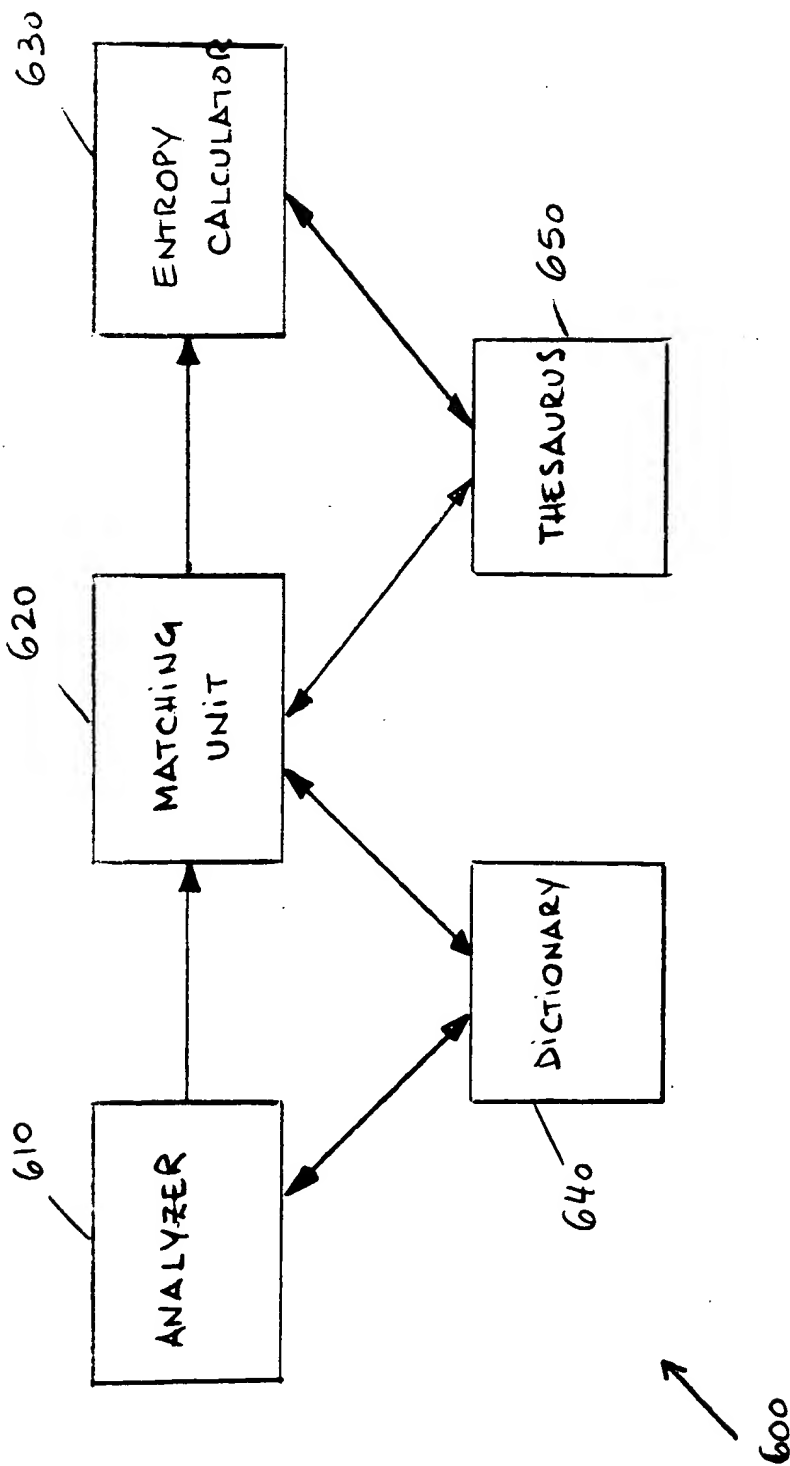 610
ANALYZER
620
MATCHiNG
UNiT
630
ENTROPY
CALCULATOR
640
DiCTiONARY
650
THESAURUS
600